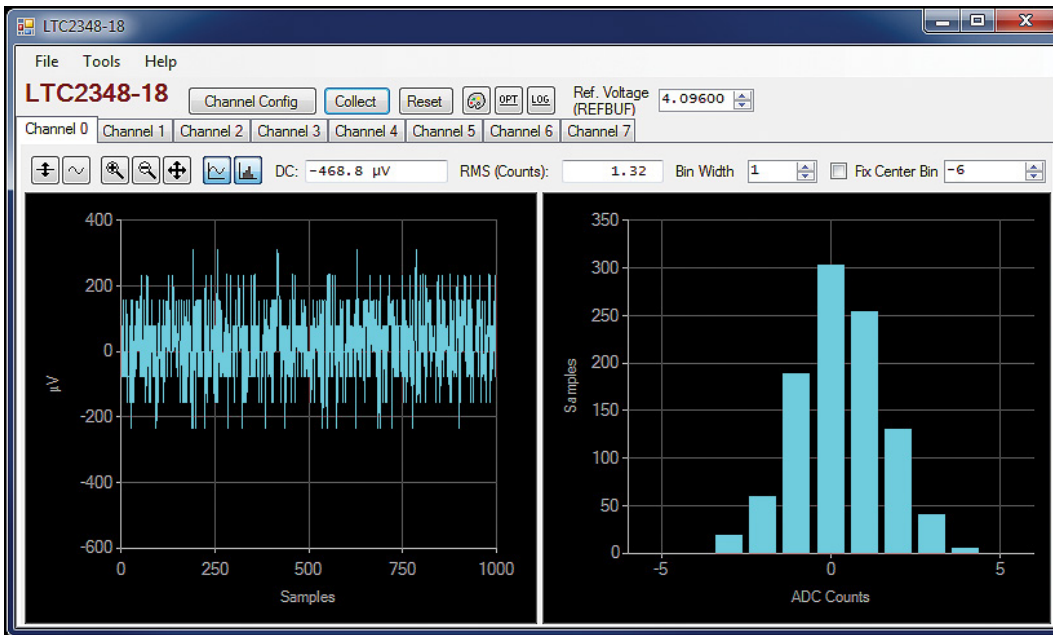 LTC2348-18
File Tools Help
LTC2348-18 Channel Config Collect Reset OPT LOG Ref. Voltage (REFBUF) 4.09600
Channel 0 Channel 1 Channel 2 Channel 3 Channel 4 Channel 5 Channel 6 Channel 7
DC: -468.8 µV RMS (Counts): 1.32 Bin Width 1 Fix Center Bin -6
400
200
0
-200
-400
-600
µV
0 250 500 750 1000
Samples
350
300
250
200
150
100
50
0
Samples
-5 0 5
ADC Counts